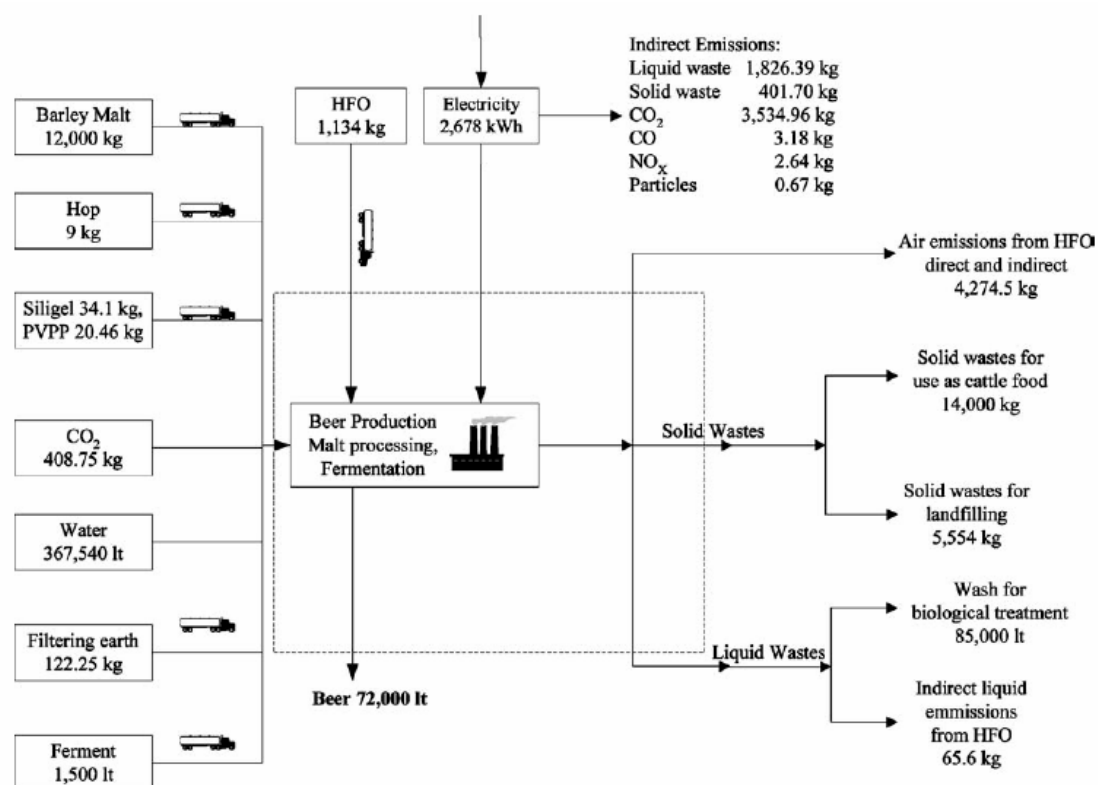 Indirect Emissions:
Liquid waste 1,826.39 kg
Solid waste 401.70 kg
CO₂ 3,534.96 kg
CO 3.18 kg
NOX 2.64 kg
Particles 0.67 kg
HFO
1,134 kg
Electricity
2,678 kWh
Barley Malt
12,000 kg
Hop
9 kg
Siligel 34.1 kg,
PVPP 20.46 kg
CO₂
408.75 kg
Water
367,540 lt
Filtering earth
122.25 kg
Ferment
1,500 lt
Beer Production
Malt processing,
Fermentation
Beer 72,000 lt
Air emissions from HFO
direct and indirect
4,274.5 kg
Solid Wastes
Solid wastes for
use as cattle food
14,000 kg
Solid wastes for
landfilling
5,554 kg
Liquid Wastes
Wash for
biological treatment
85,000 lt
Indirect liquid
emmissions
from HFO
65.6 kg